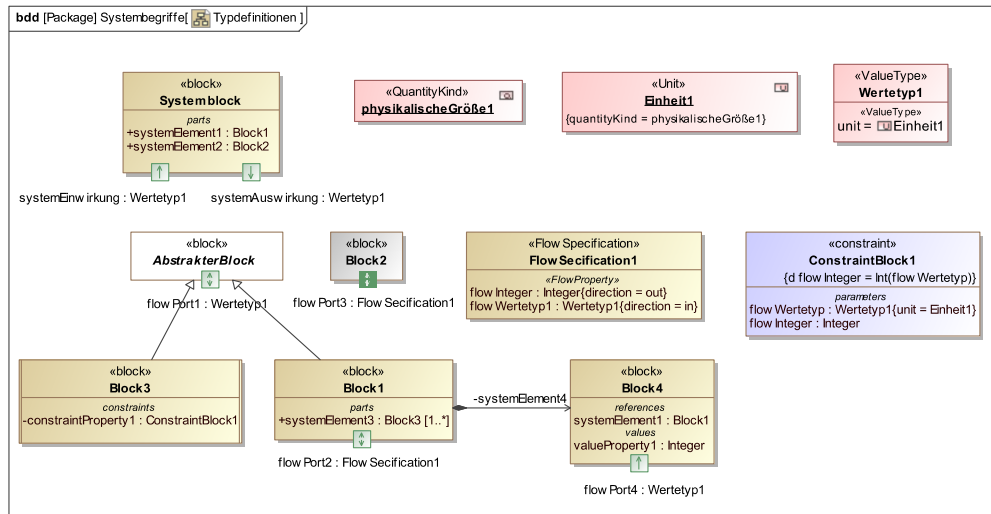 bdd [Package] Systembegriffe[ Typdefinitionen ]
«block»
Systemblock
parts
+systemElement1 : Block1
+systemElement2 : Block2
systemEinwirkung : Wertetyp1
systemAuswirkung : Wertetyp1
«QuantityKind»
physikalischeGröße1
«Unit»
Einheit1
{quantityKind = physikalischeGröße1}
«ValueType»
Wertetyp1
«ValueType»
unit = Einheit1
«block»
AbstrakterBlock
flowPort1 : Wertetyp1
«block»
Block2
flowPort3 : FlowSecification1
«Flow Specification»
FlowSecification1
«FlowProperty»
flowInteger : Integer{direction = out}
flowWertetyp1 : Wertetyp1{direction = in}
«constraint»
ConstraintBlock1
{d flowInteger = Int(flowWertetyp)}
parameters
flowWertetyp : Wertetyp1{unit = Einheit1}
flowInteger : Integer
«block»
Block3
constraints
-constraintProperty1 : ConstraintBlock1
«block»
Block1
parts
+systemElement3 : Block3 [1..*]
flowPort2 : FlowSecification1
-systemElement4
«block»
Block4
references
systemElement1 : Block1
values
valueProperty1 : Integer
flowPort4 : Wertetyp1